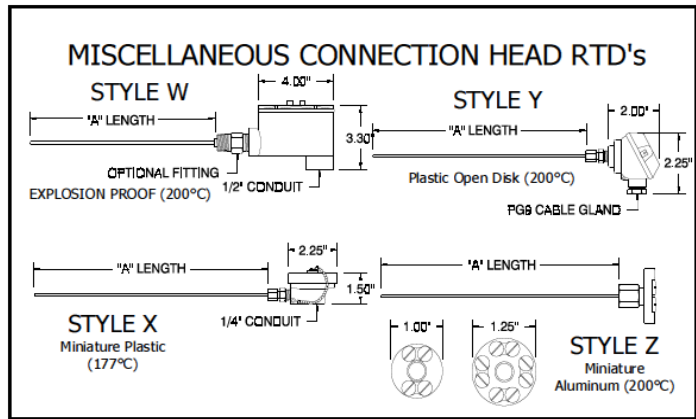 MISCELLANEOUS CONNECTION HEAD RTD's
STYLE W
4.00"
"A" LENGTH
3.30"
OPTIONAL FITTING
1/2" CONDUIT
EXPLOSION PROOF (200°C)
STYLE Y
2.00"
"A" LENGTH
2.25"
Plastic Open Disk (200°C)
PG9 CABLE GLAND
2.25"
"A" LENGTH
1.50"
1/4" CONDUIT
STYLE X
Miniature Plastic
(177°C)
"A" LENGTH
1.00"
1.25"
STYLE Z
Miniature
Aluminum (200°C)